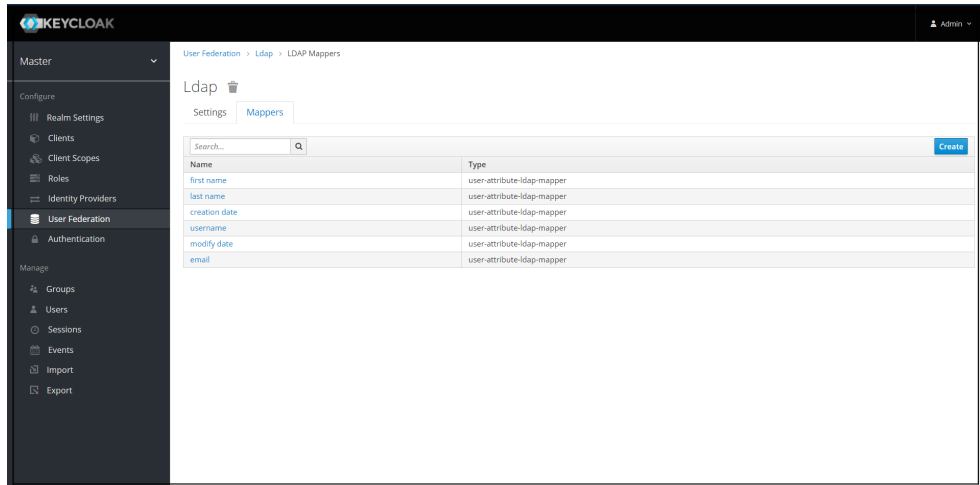 KEYCLOAK
Admin
Master
User Federation > Ldap > LDAP Mappers
Ldap
Settings Mappers
Configure
Realm Settings
Clients
Client Scopes
Roles
Identity Providers
User Federation
Authentication
Manage
Groups
Users
Sessions
Events
Import
Export
Search...
Create
Name Type
first name user-attribute-ldap-mapper
last name user-attribute-ldap-mapper
creation date user-attribute-ldap-mapper
username user-attribute-ldap-mapper
modify date user-attribute-ldap-mapper
email user-attribute-ldap-mapper